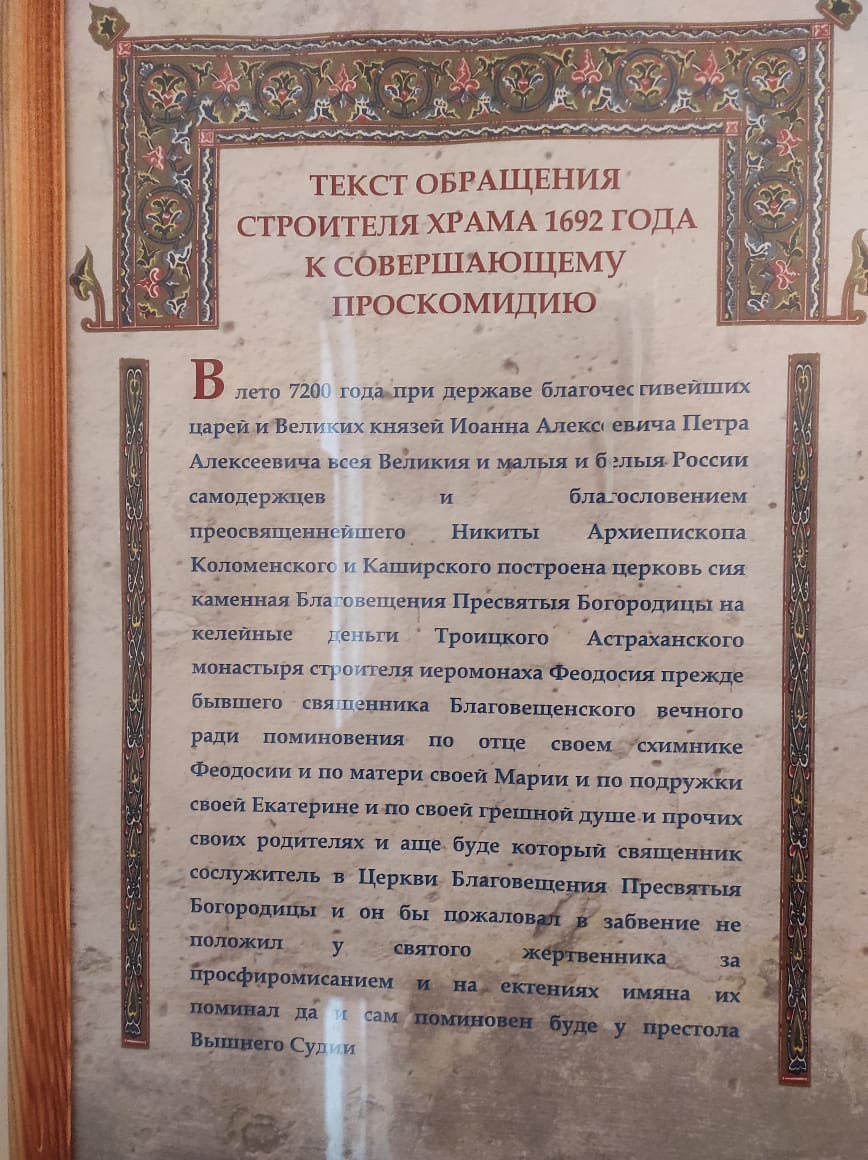 ТЕКСТ ОБРАЩЕНИЯ
СТРОИТЕЛЯ ХРАМА 1692 ГОДА
К СОВЕРШАЮЩЕМУ
ПРОСКОМИДИЮ
В лето 7200 года при державе благочестивейших
царей и Великих князей Иоанна Алексеевича Петра
Алексеевича всея Великия и малыя и белыя России
самодержцев и благословением
преосвященнейшего Никиты Архиепископа
Коломенского и Каширского построена церковь сия
каменная Благовещения Пресвятыя Богородицы на
келейные деньги Троицкого Астраханского
монастыря строителя иеромонаха Феодосия прежде
бывшего священника Благовещенского вечного
ради поминовения по отце своем схимнике
Феодосии и по матери своей Марии и по подружки
своей Екатерине и по своей грешной душе и прочих
своих родителях и аще буде который священник
сослужитель в Церкви Благовещения Пресвятыя
Богородицы и он бы пожаловал в забвение не
положил у святого жертвенника за
просфиромисанием и на ектениях имяна их
поминал да и сам поминовен буде у престола
Вышнего Судии